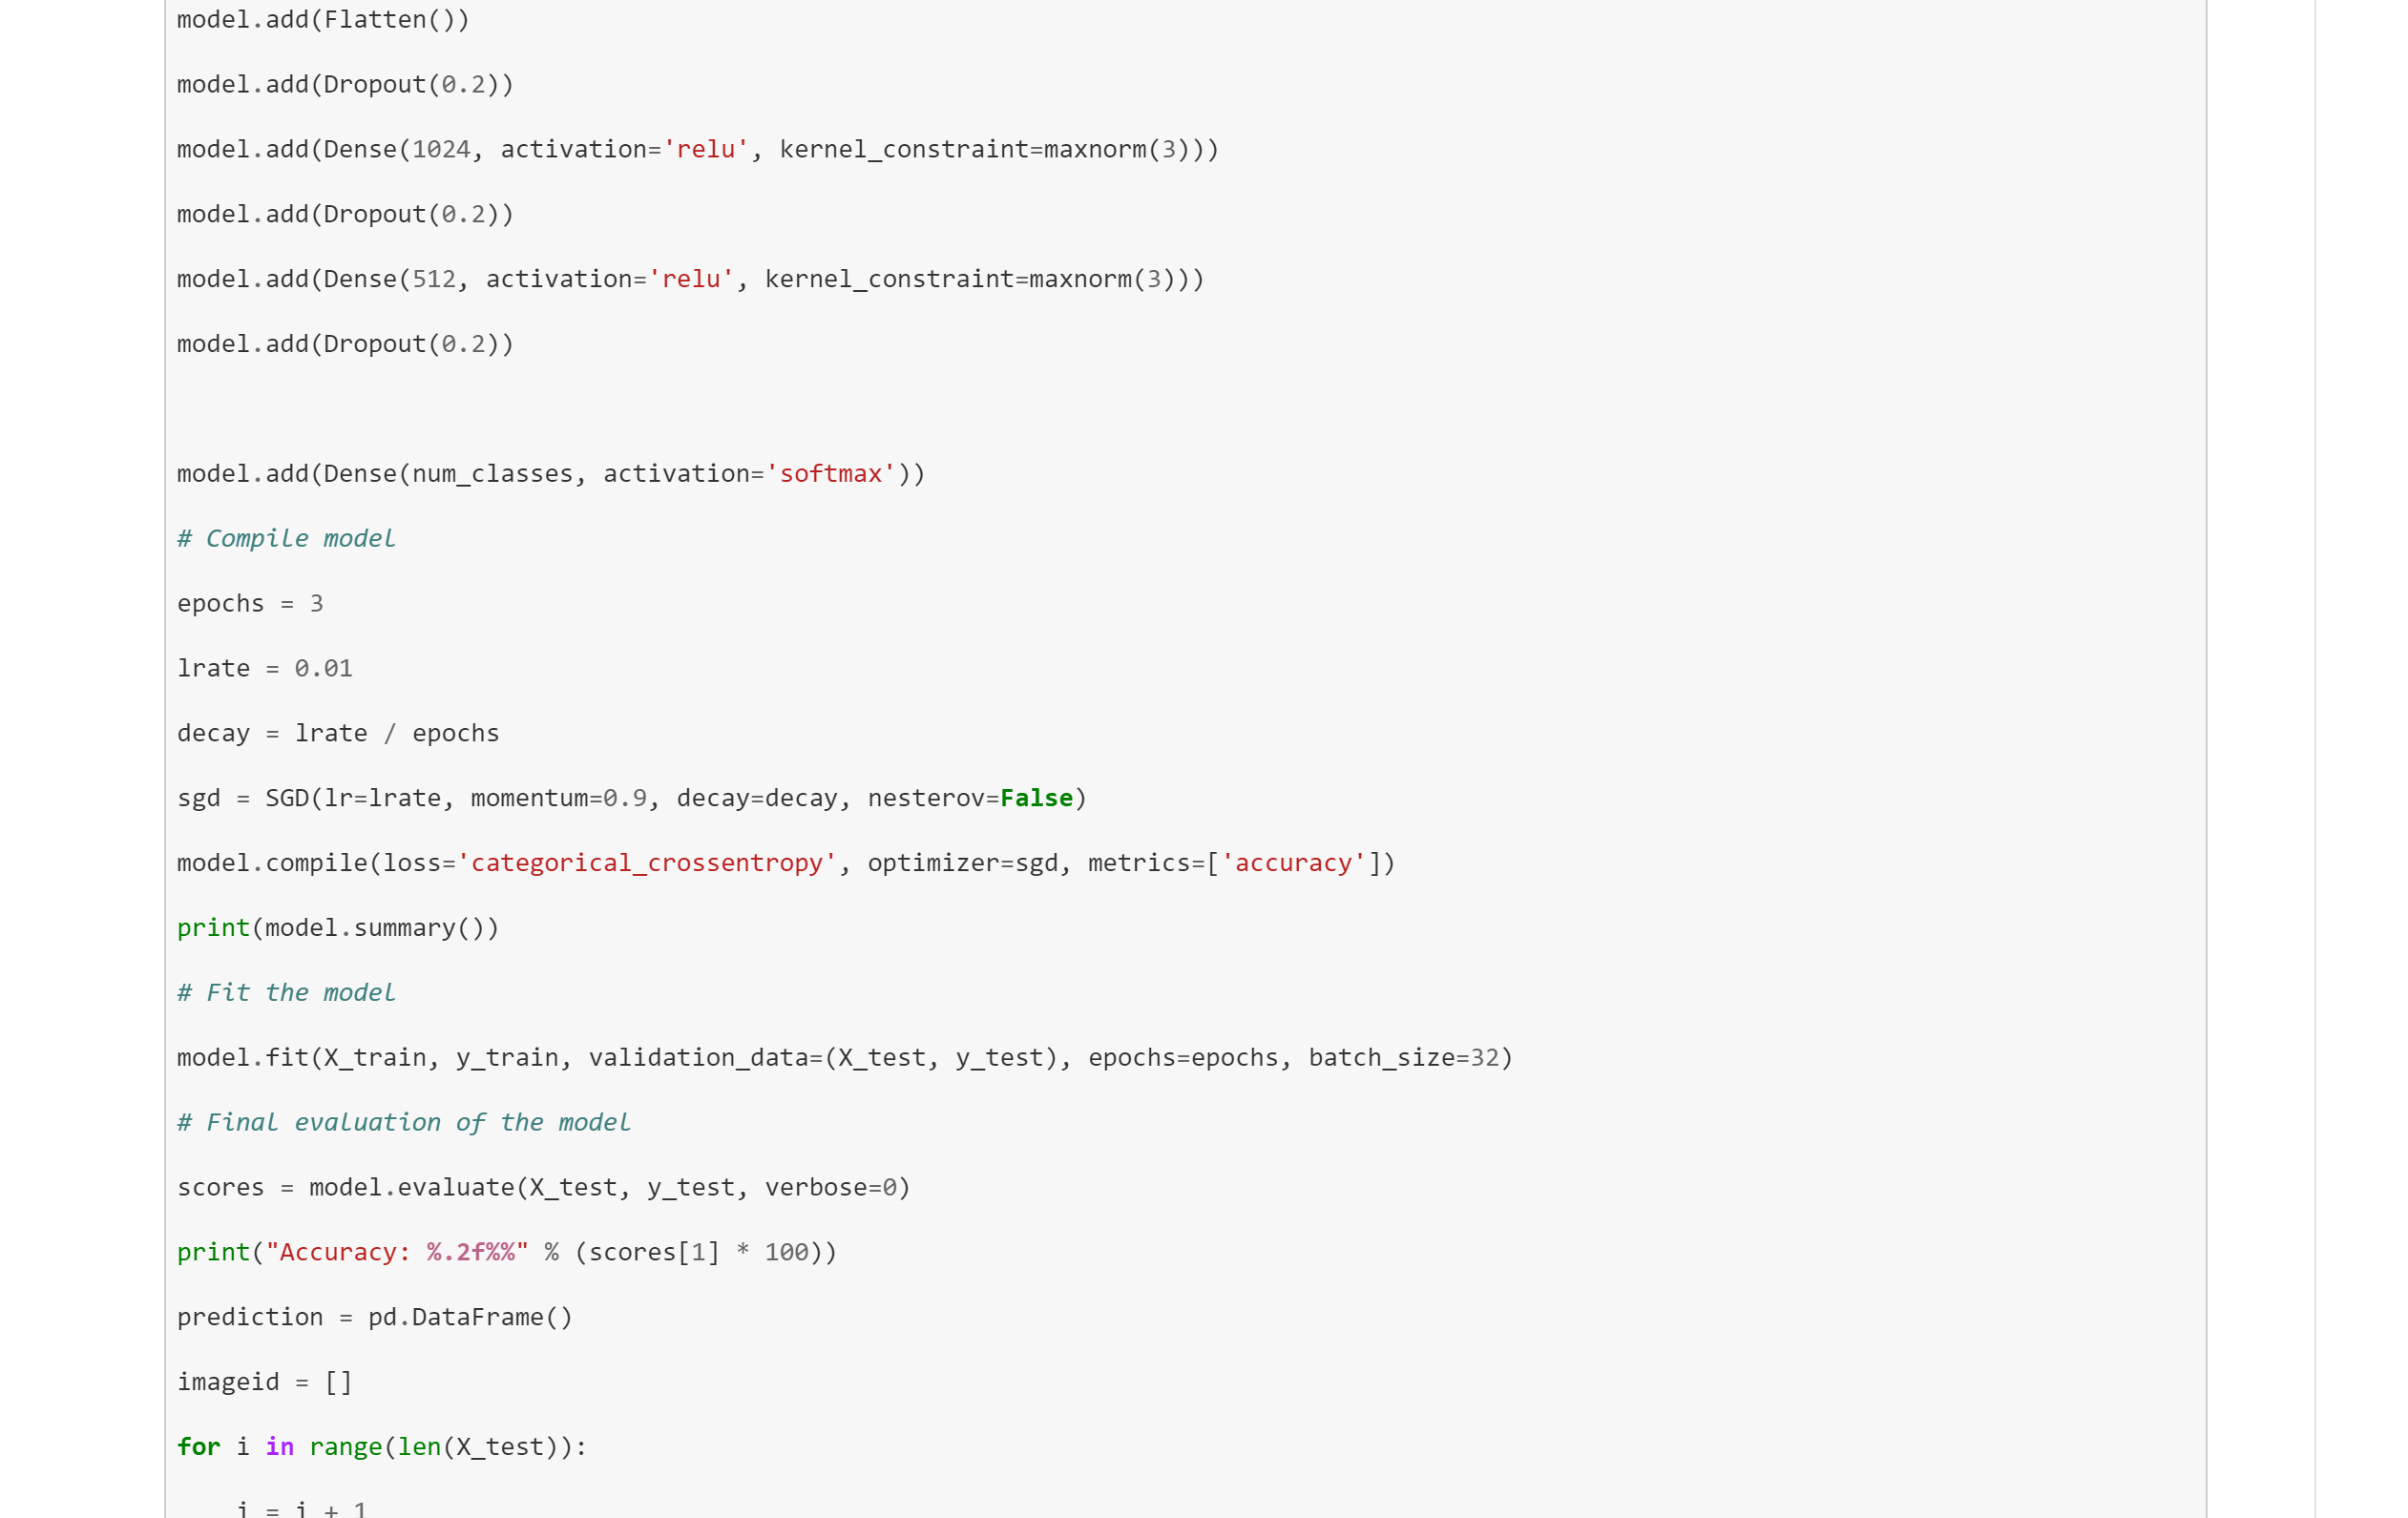 model.add(Flatten())
model.add(Dropout(0.2))
model.add(Dense(1024, activation='relu', kernel_constraint=maxnorm(3)))
model.add(Dropout(0.2))
model.add(Dense(512, activation='relu', kernel_constraint=maxnorm(3)))
model.add(Dropout(0.2))
model.add(Dense(num_classes, activation='softmax'))
# Compile model
epochs = 3
lrate = 0.01
decay = lrate / epochs
sgd = SGD(lr=lrate, momentum=0.9, decay=decay, nesterov=False)
model.compile(loss='categorical_crossentropy', optimizer=sgd, metrics=['accuracy'])
print(model.summary())
# Fit the model
model.fit(X_train, y_train, validation_data=(X_test, y_test), epochs=epochs, batch_size=32)
# Final evaluation of the model
scores = model.evaluate(X_test, y_test, verbose=0)
print("Accuracy: %.2f%%" % (scores[1] * 100))
prediction = pd.DataFrame()
imageid = []
for i in range(len(X_test)):
    i = i + 1